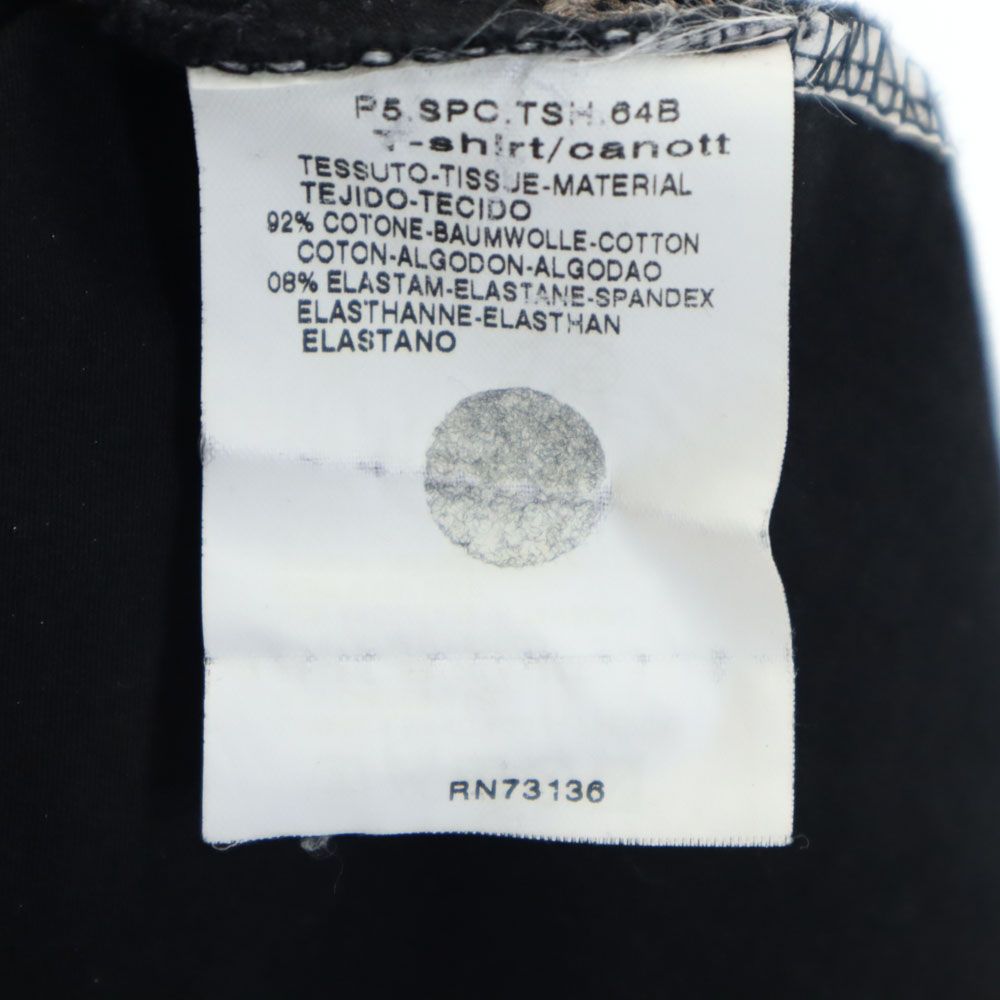 P5.SPC.TSH.64B
T-shirt/canott
TESSUTO-TISSUE-MATERIAL
TEJIDO-TECIDO
92% COTONE-BAUMWOLLE-COTTON
COTON-ALGODON-ALGODAO
08% ELASTAM-ELASTANE-SPANDEX
ELASTHANNE-ELASTHAN
ELASTANO
RN73136